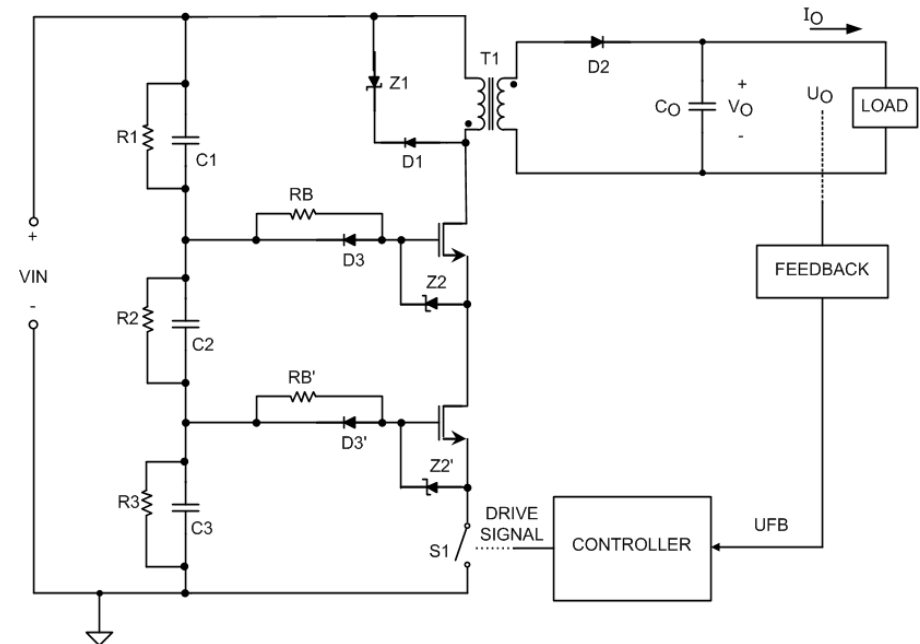 IO
T1
D2
Z1
+
CO
VO
-
UO
LOAD
R1
C1
D1
RB
D3
+
VIN
-
Z2
FEEDBACK
R2
C2
RB'
D3'
Z2'
R3
C3
DRIVE
SIGNAL
S1
CONTROLLER
UFB